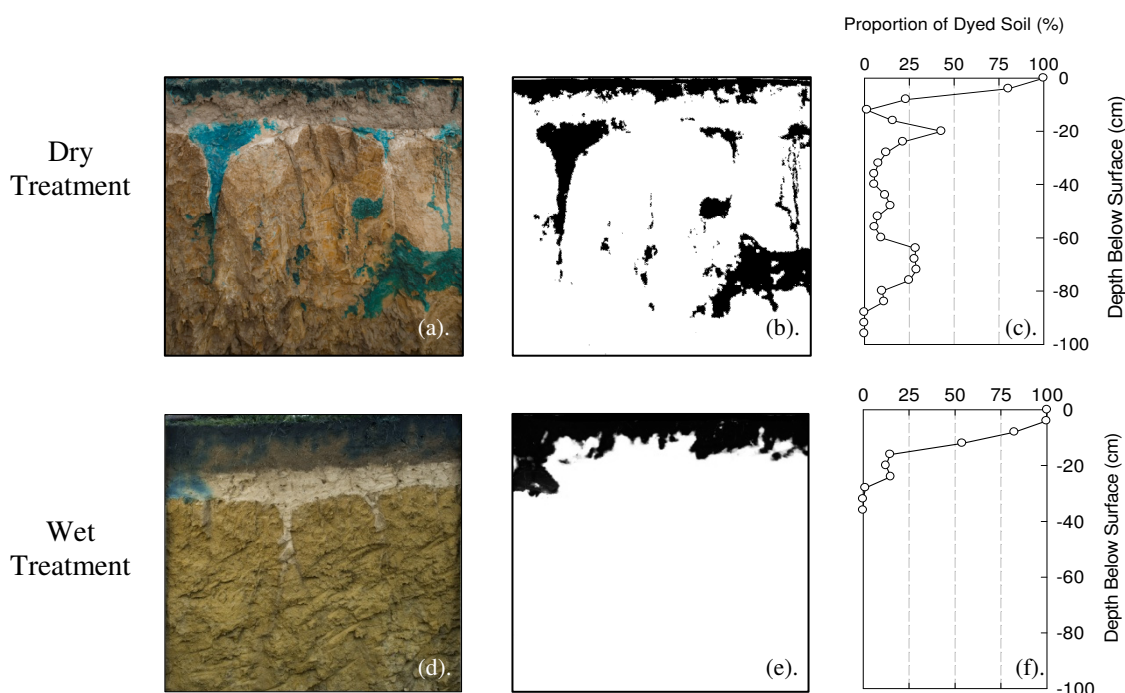 Proportion of Dyed Soil (%)
0 25 50 75 100
Dry
Treatment
0
-20
-40
-60
-80
-100
Depth Below Surface (cm)
(a).
(b).
(c).
0 25 50 75 100
Wet
Treatment
0
-20
-40
-60
-80
-100
Depth Below Surface (cm)
(d).
(e).
(f).